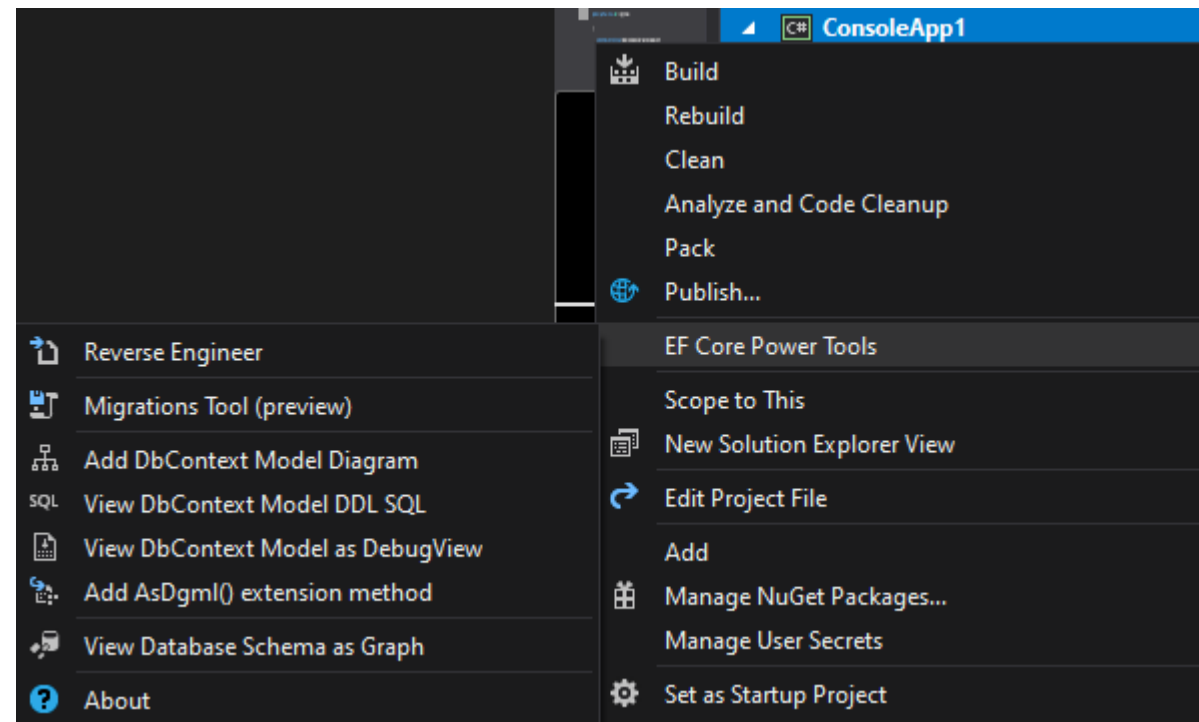 C# ConsoleApp1
Build
Rebuild
Clean
Analyze and Code Cleanup
Pack
Publish...
EF Core Power Tools
Scope to This
New Solution Explorer View
Edit Project File
Add
Manage NuGet Packages...
Manage User Secrets
Set as Startup Project
Reverse Engineer
Migrations Tool (preview)
Add DbContext Model Diagram
SQL View DbContext Model DDL SQL
View DbContext Model as DebugView
Add AsDgml() extension method
View Database Schema as Graph
? About